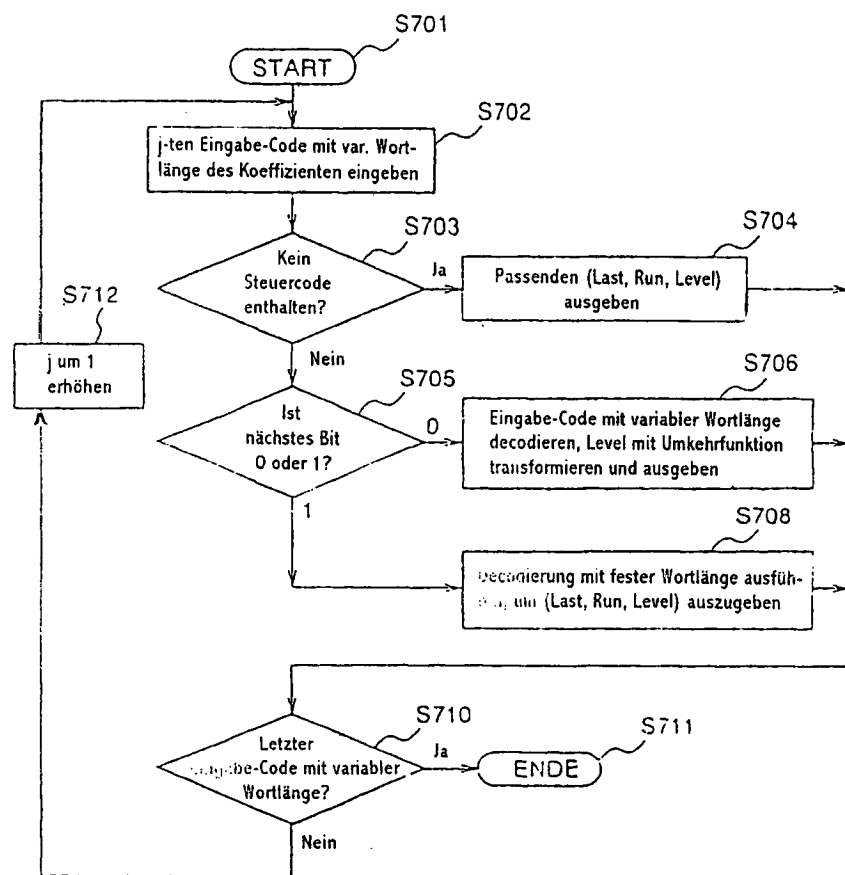 S701
START
S702
j-ten Eingabe-Code mit var. Wort-
länge des Koeffizienten eingeben
S703
Kein
Steuercode
enthalten?
Ja
S704
Passenden (Last, Run, Level)
ausgeben
S712
j um 1
erhöhen
Nein
S705
Ist
nächstes Bit
0 oder 1?
0
1
S706
Eingabe-Code mit variabler Wortlänge
decodieren, Level mit Umkehrfunktion
transformieren und ausgeben
S708
Decodierung mit fester Wortlänge ausfüh-
(Last, Run, Level) auszugeben
S710
Letzter
Eingabe-Code mit variabler
Wortlänge?
Ja
S711
ENDE
Nein